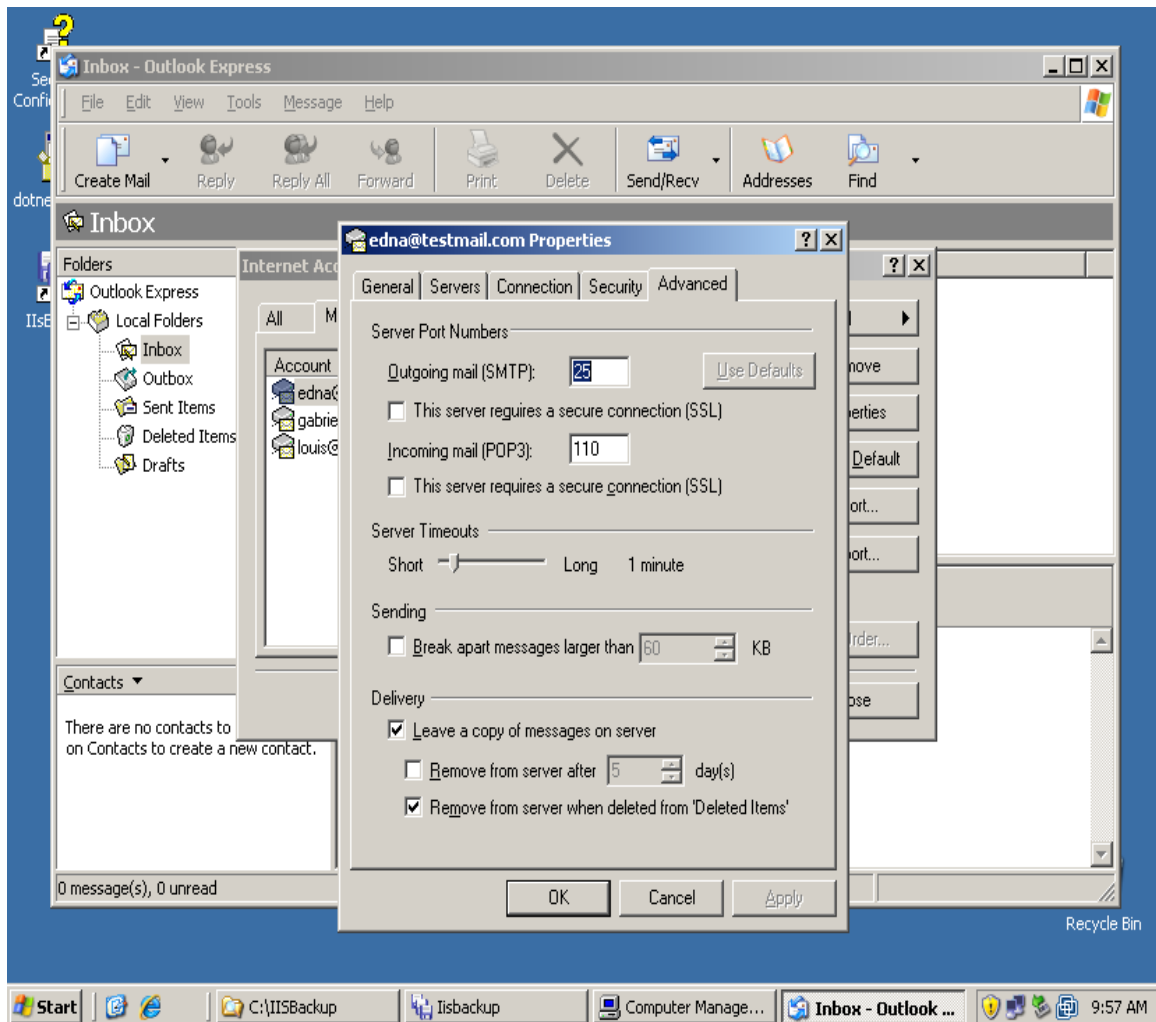 Inbox - Outlook Express
File Edit View Tools Message Help
Create Mail Reply Reply All Forward Print Delete Send/Recv Addresses Find
Inbox
Folders
Outlook Express
Local Folders
Inbox
Outbox
Sent Items
Deleted Items
Drafts
Contacts
There are no contacts to
on Contacts to create a new contact.
0 message(s), 0 unread
Internet Acc
All M
Account
edna@
gabrie
louis@
Default
edna@testmail.com Properties
General Servers Connection Security Advanced
Server Port Numbers
Outgoing mail (SMTP): 25 Use Defaults
This server requires a secure connection (SSL)
Incoming mail (POP3): 110
This server requires a secure connection (SSL)
Server Timeouts
Short Long 1 minute
Sending
Break apart messages larger than 60 KB
Delivery
Leave a copy of messages on server
Remove from server after 5 day(s)
Remove from server when deleted from 'Deleted Items'
OK Cancel Apply
Recycle Bin
Start C:\IISBackup Iisbackup Computer Manage... Inbox - Outlook ... 9:57 AM